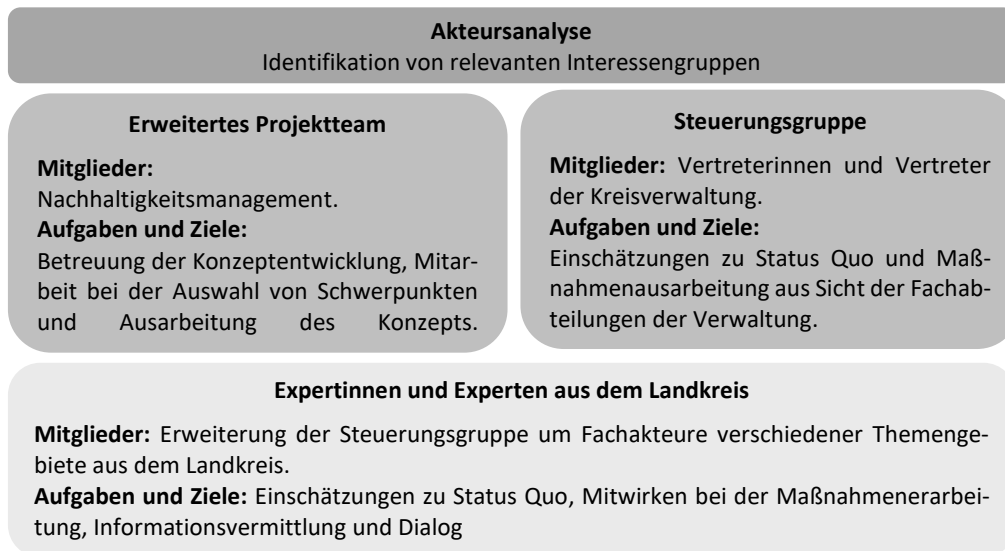 Akteursanalyse
Identifikation von relevanten Interessengruppen
Erweitertes Projektteam
Mitglieder:
Nachhaltigkeitsmanagement.
Aufgaben und Ziele:
Betreuung der Konzeptentwicklung, Mitar-
beit bei der Auswahl von Schwerpunkten
und Ausarbeitung des Konzepts.
Steuerungsgruppe
Mitglieder: Vertreterinnen und Vertreter
der Kreisverwaltung.
Aufgaben und Ziele:
Einschätzungen zu Status Quo und Maß-
nahmenausarbeitung aus Sicht der Fachab-
teilungen der Verwaltung.
Expertinnen und Experten aus dem Landkreis
Mitglieder: Erweiterung der Steuerungsgruppe um Fachakteure verschiedener Themenge-
biete aus dem Landkreis.
Aufgaben und Ziele: Einschätzungen zu Status Quo, Mitwirken bei der Maßnahmenerarbei-
tung, Informationsvermittlung und Dialog